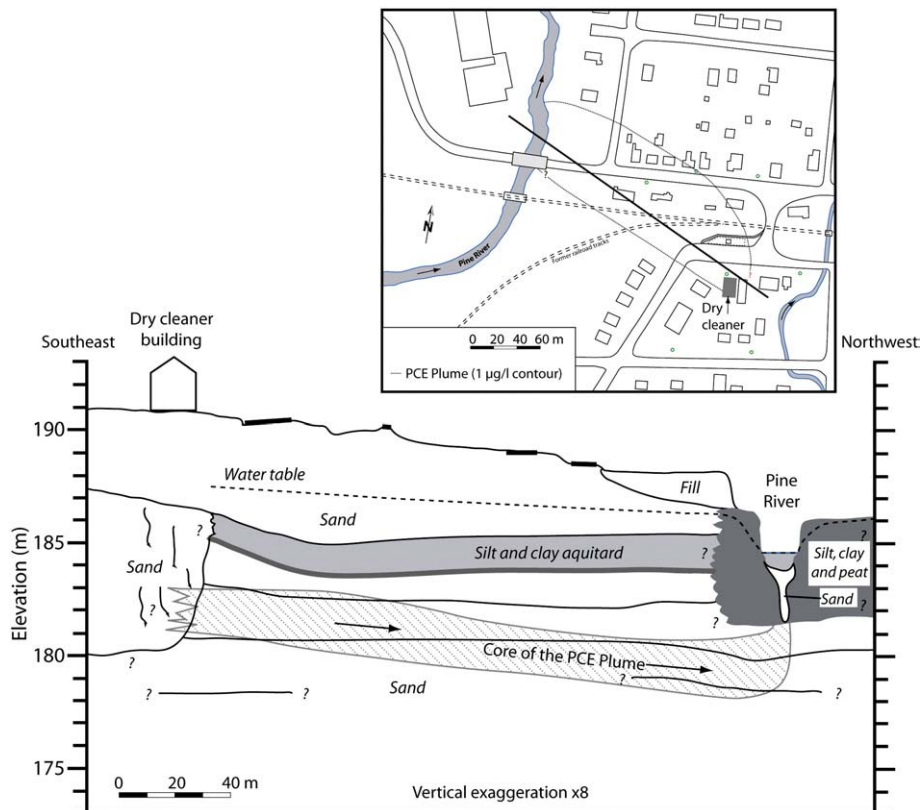 N
Pine River
Former railroad tracks
?
?
Dry
cleaner
0 20 40 60 m
PCE Plume (1 µg/l contour)
Dry cleaner
building
Southeast
Northwest
190
185
180
175
Elevation (m)
Water table
Sand
Fill
Pine
River
Silt and clay aquitard
?
?
?
Sand
?
?
?
Silt, clay
and peat
Sand
?
?
Core of the PCE Plume
?
?
Sand
?
?
?
?
0 20 40 m
Vertical exaggeration x8